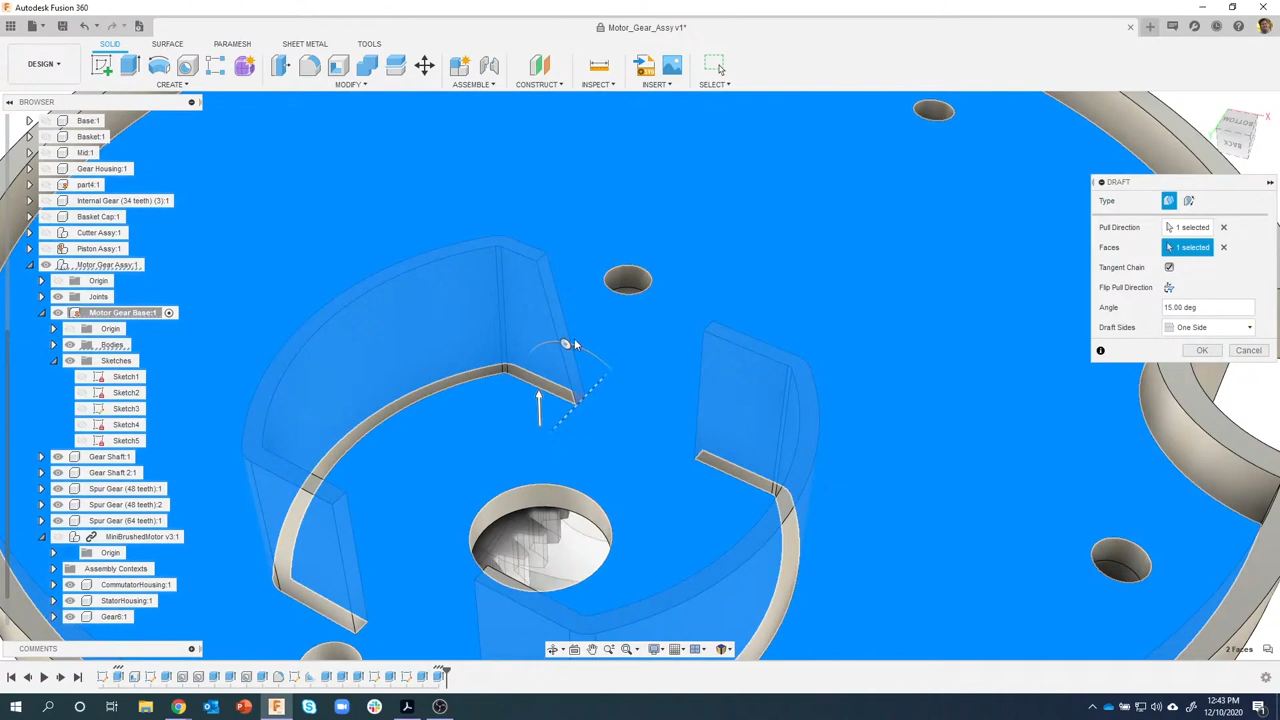 Autodesk Fusion 360
Motor_Gear_Assy v1*
SOLID SURFACE PARAMESH SHEET METAL TOOLS
DESIGN
CREATE MODIFY ASSEMBLE CONSTRUCT INSPECT INSERT SELECT
BROWSER
Base:1
Basket:1
Mid:1
Gear Housing:1
part4:1
Internal Gear (34 teeth) (3):1
Basket Cap:1
Cutter Assy:1
Piston Assy:1
Motor Gear Assy:1
Origin
Joints
Motor Gear Base:1
Origin
Bodies
Sketches
Sketch1
Sketch2
Sketch3
Sketch4
Sketch5
Gear Shaft:1
Gear Shaft 2:1
Spur Gear (48 teeth):1
Spur Gear (48 teeth):2
Spur Gear (64 teeth):1
MiniBrushedMotor v3:1
Origin
Assembly Contexts
CommutatorHousing:1
StatorHousing:1
Gear6:1
COMMENTS
BOTTOM
BACK
X
DRAFT
Type
Pull Direction 1 selected
Faces 1 selected
Tangent Chain
Flip Pull Direction
Angle 15.00 deg
Draft Sides One Side
OK Cancel
2 Faces
12:43 PM
12/10/2020